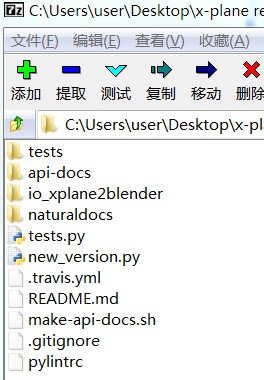 C:\Users\user\Desktop\x-plane re
文件(F) 编辑(E) 查看(V) 收藏(A)
添加 提取 测试 复制 移动 删除
C:\Users\user\Desktop\x-pla
tests
api-docs
io_xplane2blender
naturaldocs
tests.py
new_version.py
.travis.yml
README.md
make-api-docs.sh
.gitignore
pylintrc